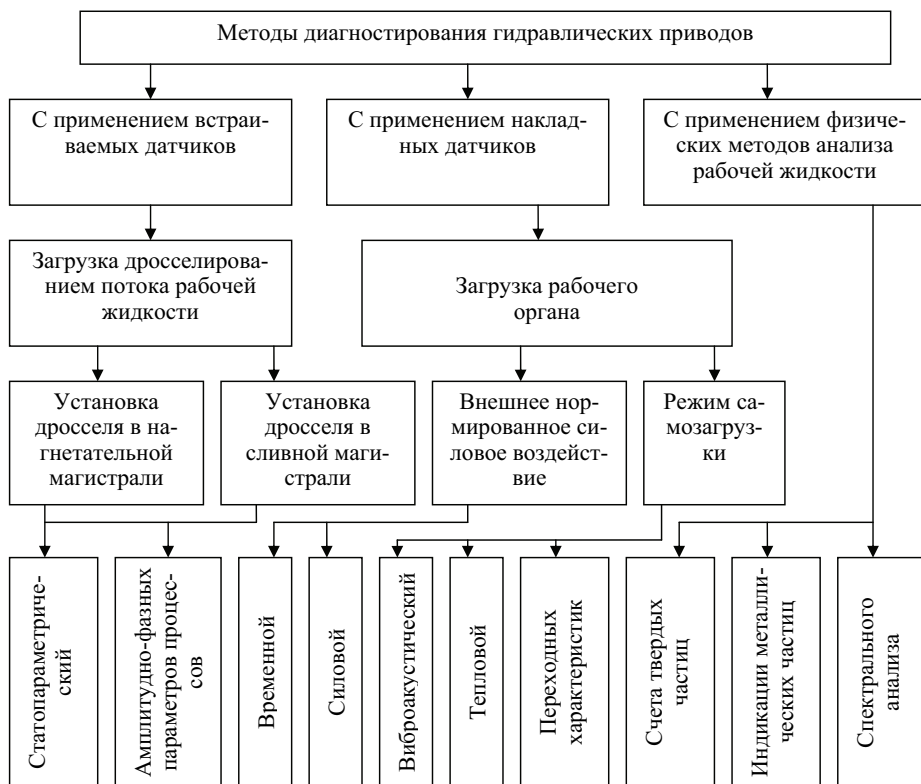 Методы диагностирования гидравлических приводов
С применением встраи-
ваемых датчиков
С применением наклад-
ных датчиков
С применением физиче-
ских методов анализа
рабочей жидкости
Загрузка дросселирова-
нием потока рабочей
жидкости
Загрузка рабочего
органа
Установка
дросселя в на-
гнетательной
магистрали
Установка
дросселя в
сливной маги-
страли
Внешнее нор-
мированное си-
ловое воздейст-
вие
Режим са-
мозагруз-
ки
Статопараметриче-
ский
Амплитудно-фазных
параметров процес-
сов
Временной
Силовой
Виброакустический
Тепловой
Переходных
характеристик
Счета твердых
частиц
Индикации металли-
ческих частиц
Спектрального
анализа